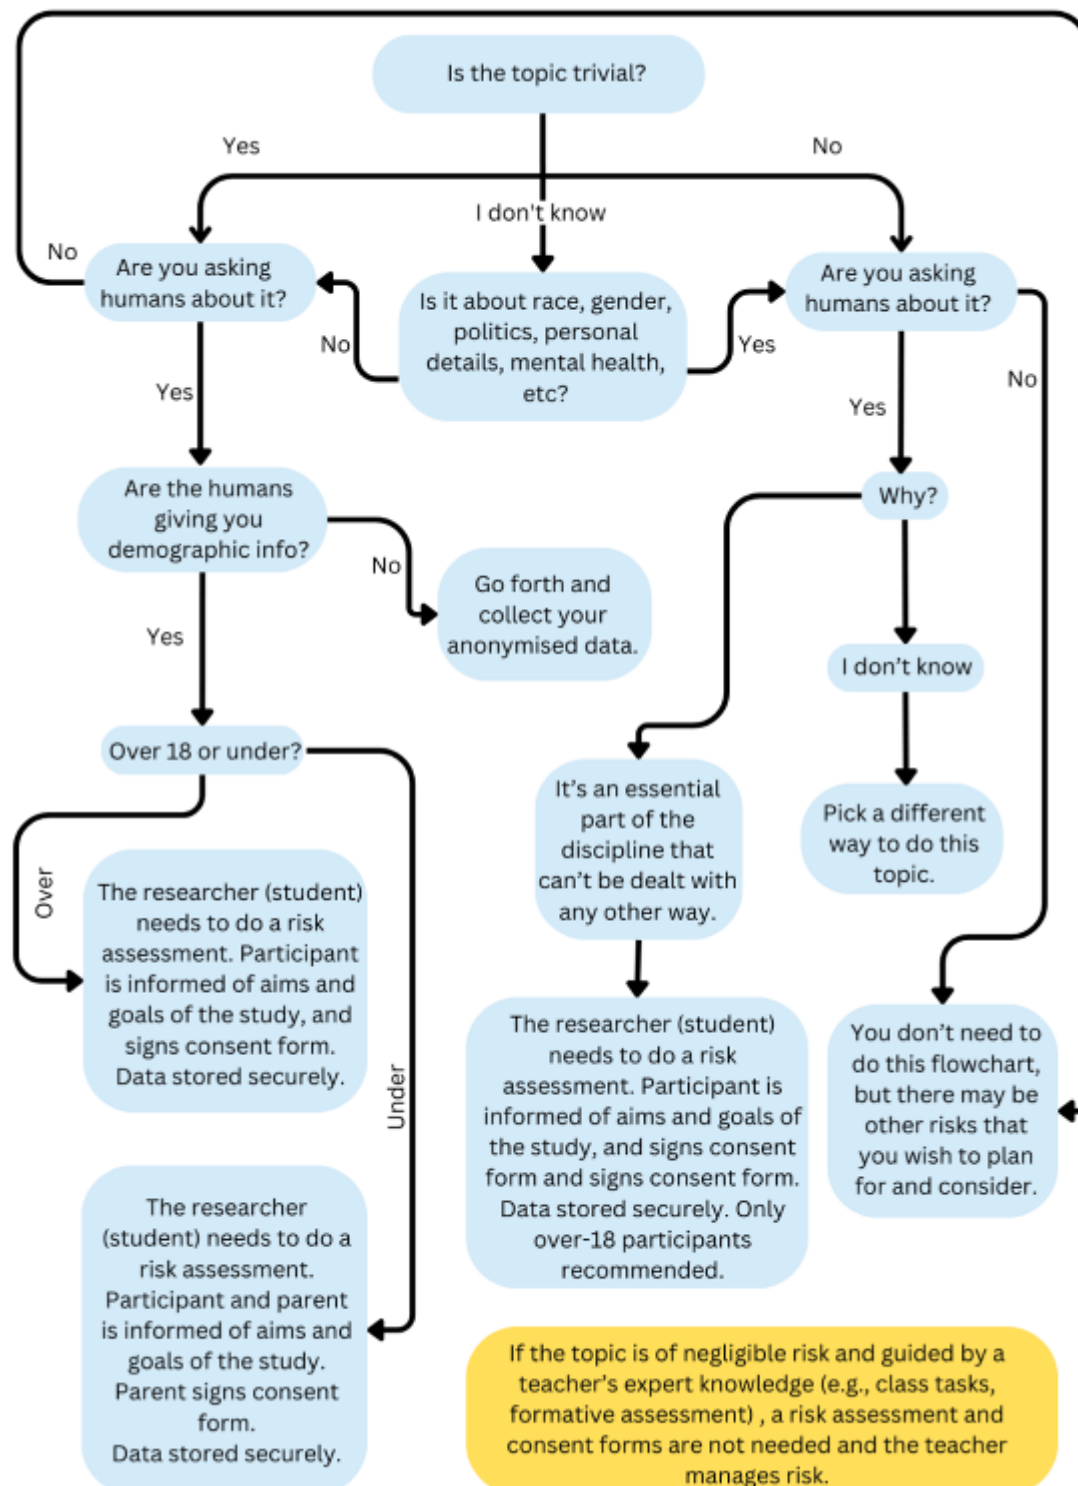 Is the topic trivial?
Yes
No
I don't know
No
Are you asking
humans about it?
Is it about race, gender,
politics, personal
details, mental health,
etc?
No
Yes
Are you asking
humans about it?
No
Yes
Yes
Are the humans
giving you
demographic info?
No
Why?
Go forth and
collect your
anonymised data.
Yes
I don’t know
Over 18 or under?
It’s an essential
part of the
discipline that
can’t be dealt with
any other way.
Pick a different
way to do this
topic.
Over
The researcher (student)
needs to do a risk
assessment. Participant
is informed of aims and
goals of the study, and
signs consent form.
Data stored securely.
Under
The researcher (student)
needs to do a risk
assessment. Participant is
informed of aims and goals of
the study, and signs consent
form and signs consent form.
Data stored securely. Only
over-18 participants
recommended.
You don’t need to
do this flowchart,
but there may be
other risks that
you wish to plan
for and consider.
The researcher
(student) needs to do a
risk assessment.
Participant and parent
is informed of aims and
goals of the study.
Parent signs consent
form.
Data stored securely.
If the topic is of negligible risk and guided by a
teacher’s expert knowledge (e.g., class tasks,
formative assessment) , a risk assessment and
consent forms are not needed and the teacher
manages risk.